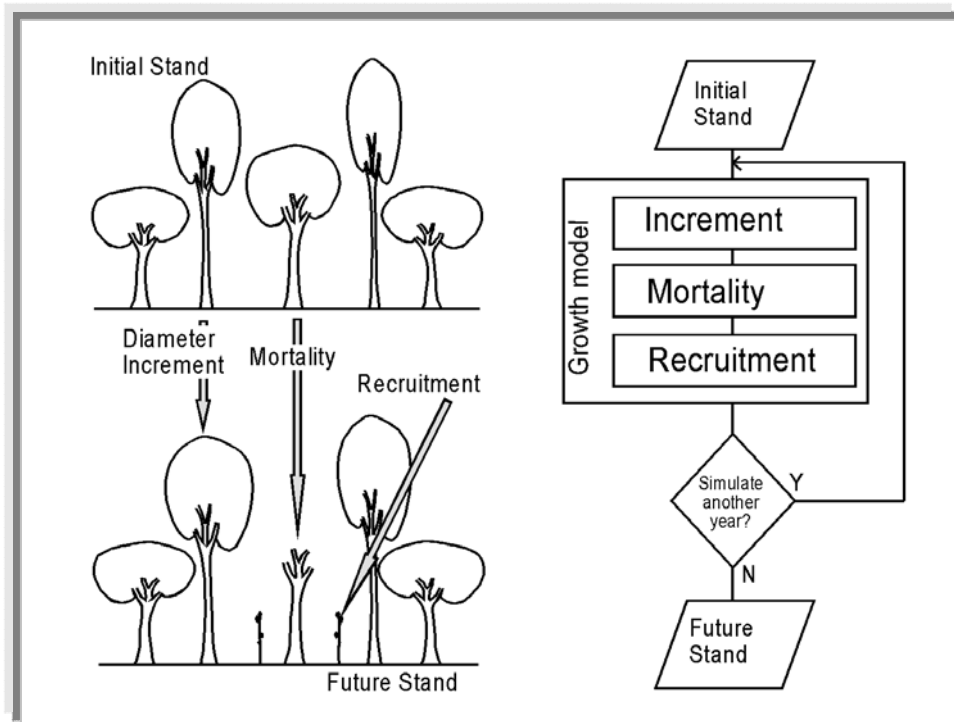 Initial Stand
Diameter
Increment
Mortality
Recruitment
Future Stand
Initial
Stand
Growth model
Increment
Mortality
Recruitment
Simulate
another
year?
Y
N
Future
Stand